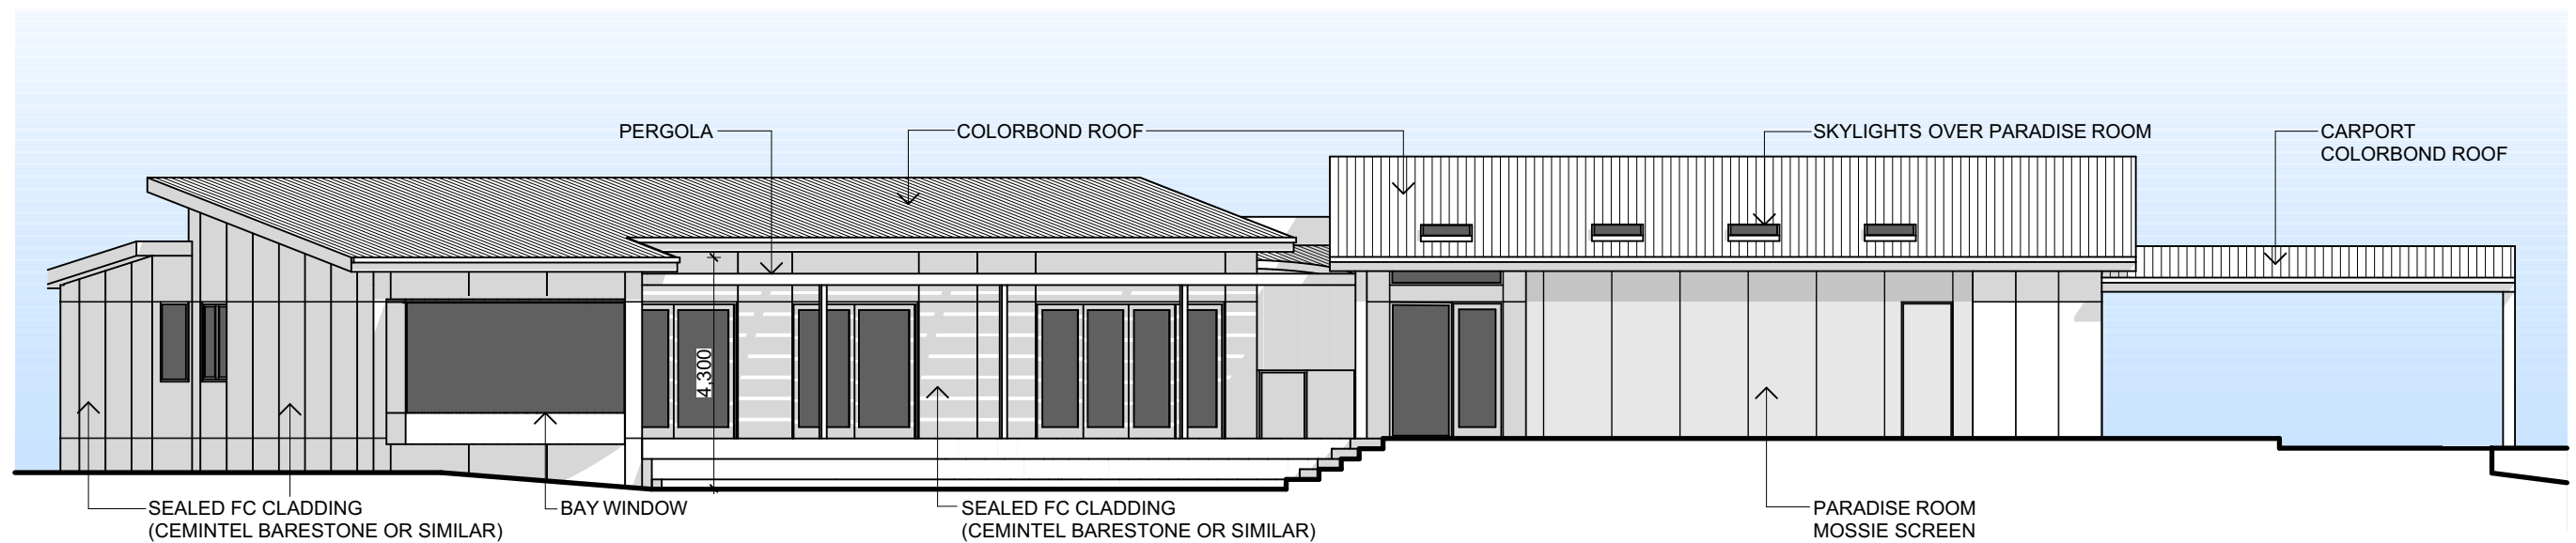 PERGOLA
COLORBOND ROOF
SKYLIGHTS OVER PARADISE ROOM
CARPORT
COLORBOND ROOF
4,300
SEALED FC CLADDING
(CEMINTEL BARESTONE OR SIMILAR)
BAY WINDOW
SEALED FC CLADDING
(CEMINTEL BARESTONE OR SIMILAR)
PARADISE ROOM
MOSSIE SCREEN